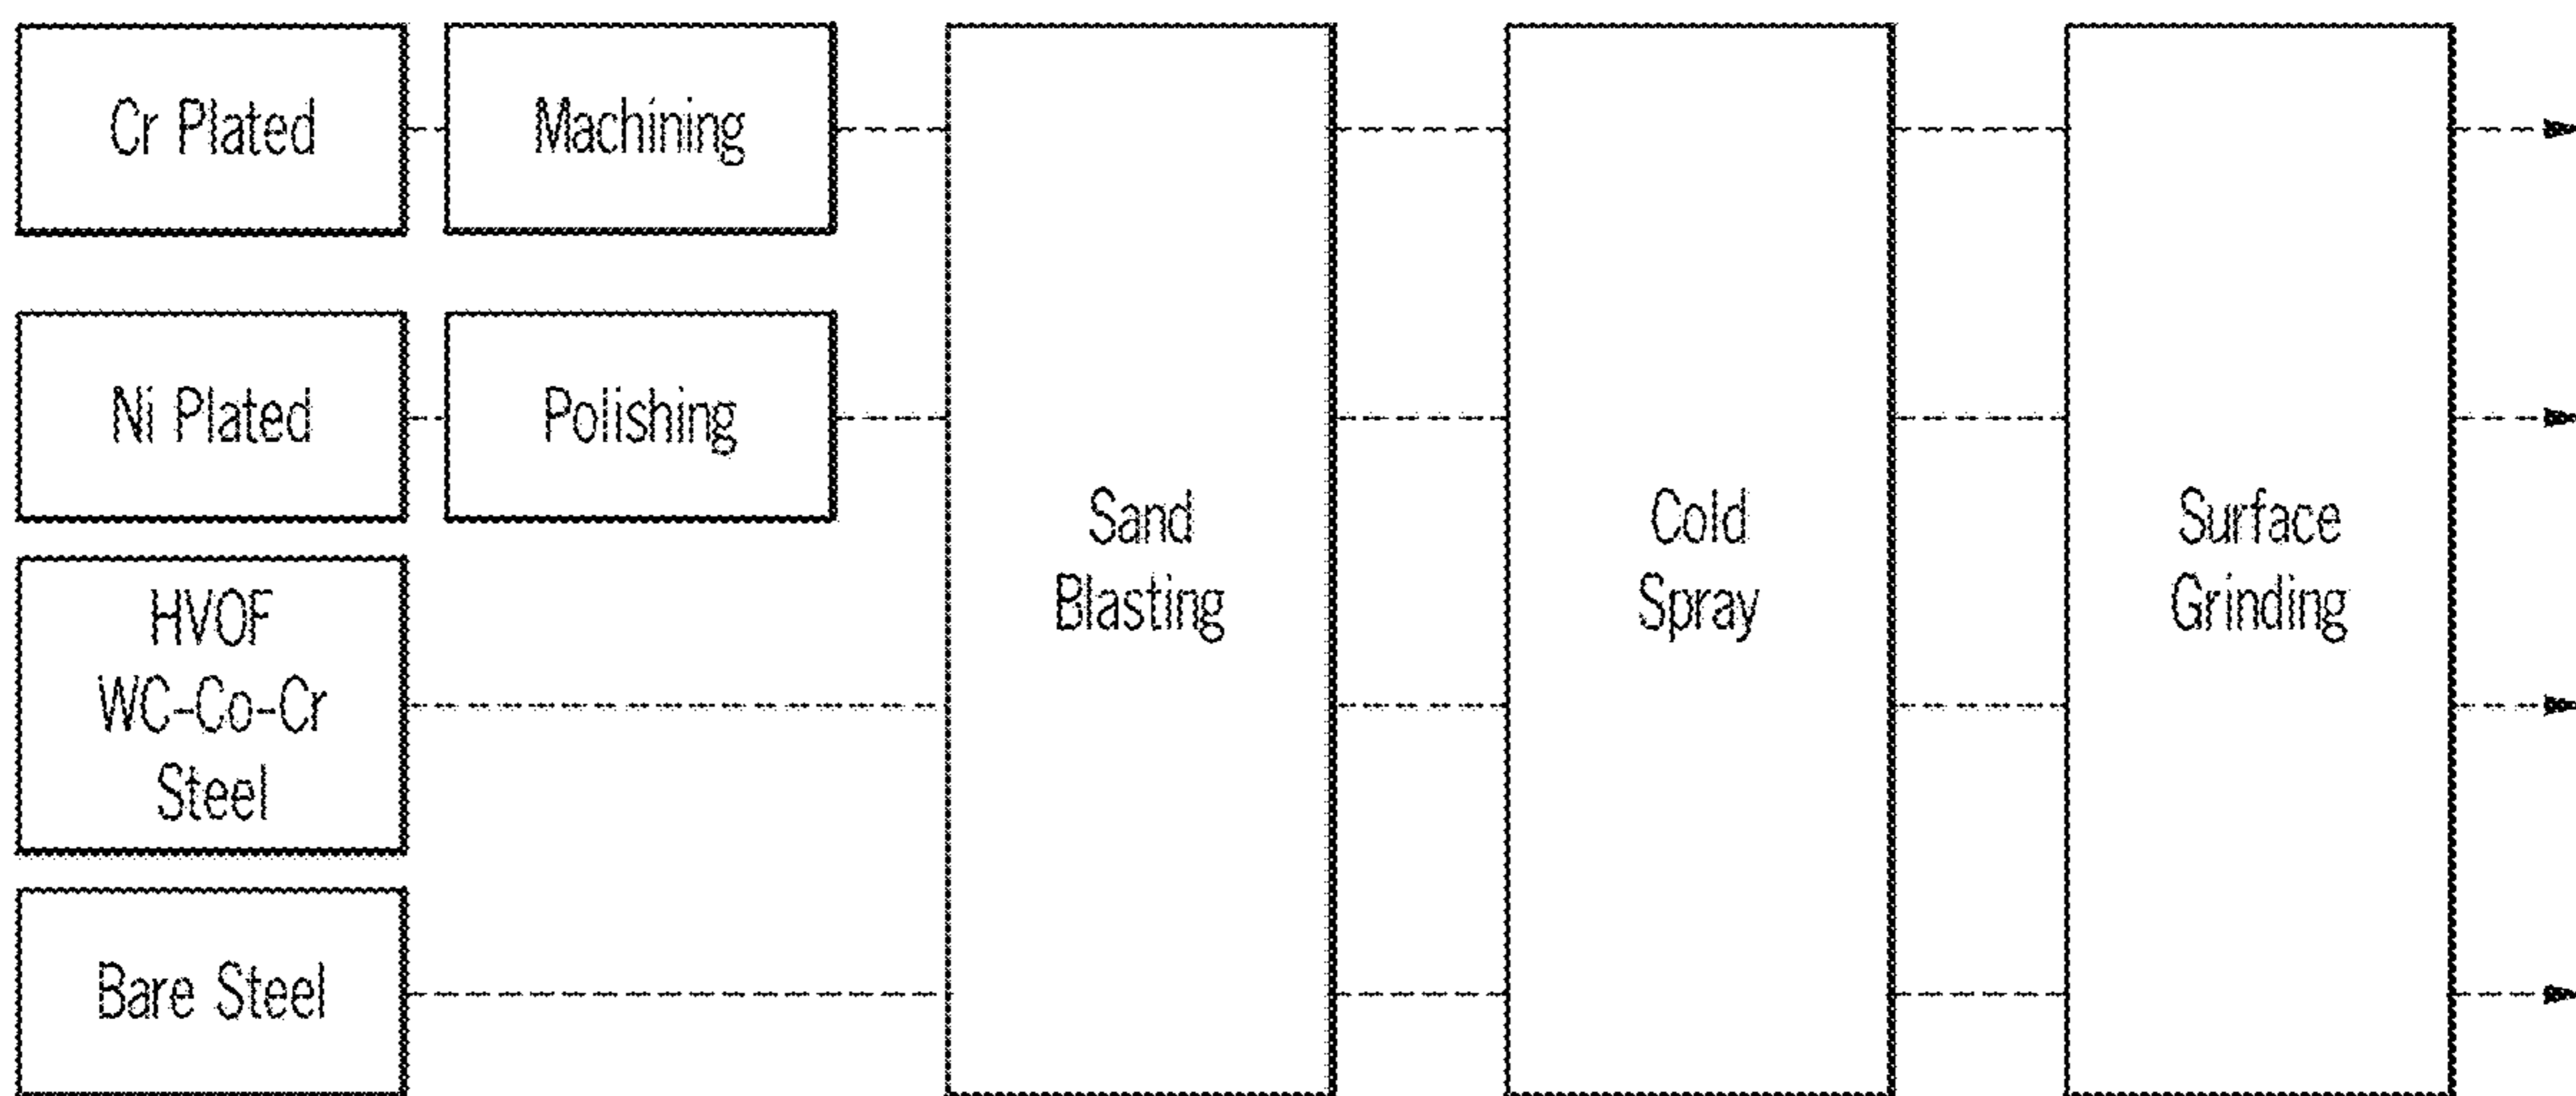 Cr Plated
Machining
Ni Plated
Polishing
HVOF
WC-Co-Cr
Steel
Bare Steel
Sand
Blasting
Cold
Spray
Surface
Grinding